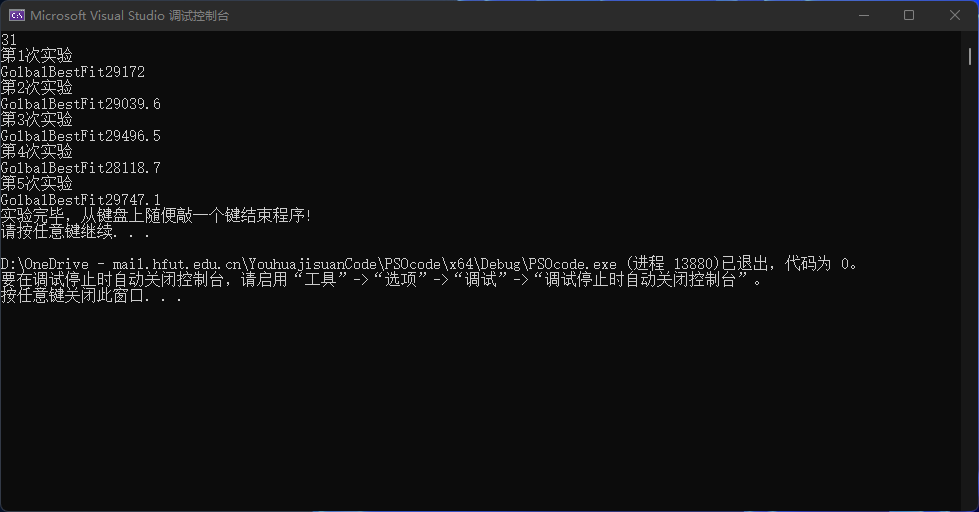 Microsoft Visual Studio 调试控制台
31
第1次实验
GolbalBestFit29172
第2次实验
GolbalBestFit29039.6
第3次实验
GolbalBestFit29496.5
第4次实验
GolbalBestFit28118.7
第5次实验
GolbalBestFit29747.1
实验完毕，从键盘上随便敲一个键结束程序!
请按任意键继续. . .
D:\OneDrive - mail.hfut.edu.cn\YouhuajisuanCode\PSOcode\x64\Debug\PSOcode.exe (进程 13880)已退出，代码为 0。
要在调试停止时自动关闭控制台，请启用“工具”->“选项”->“调试”->“调试停止时自动关闭控制台”。
按任意键关闭此窗口. . .